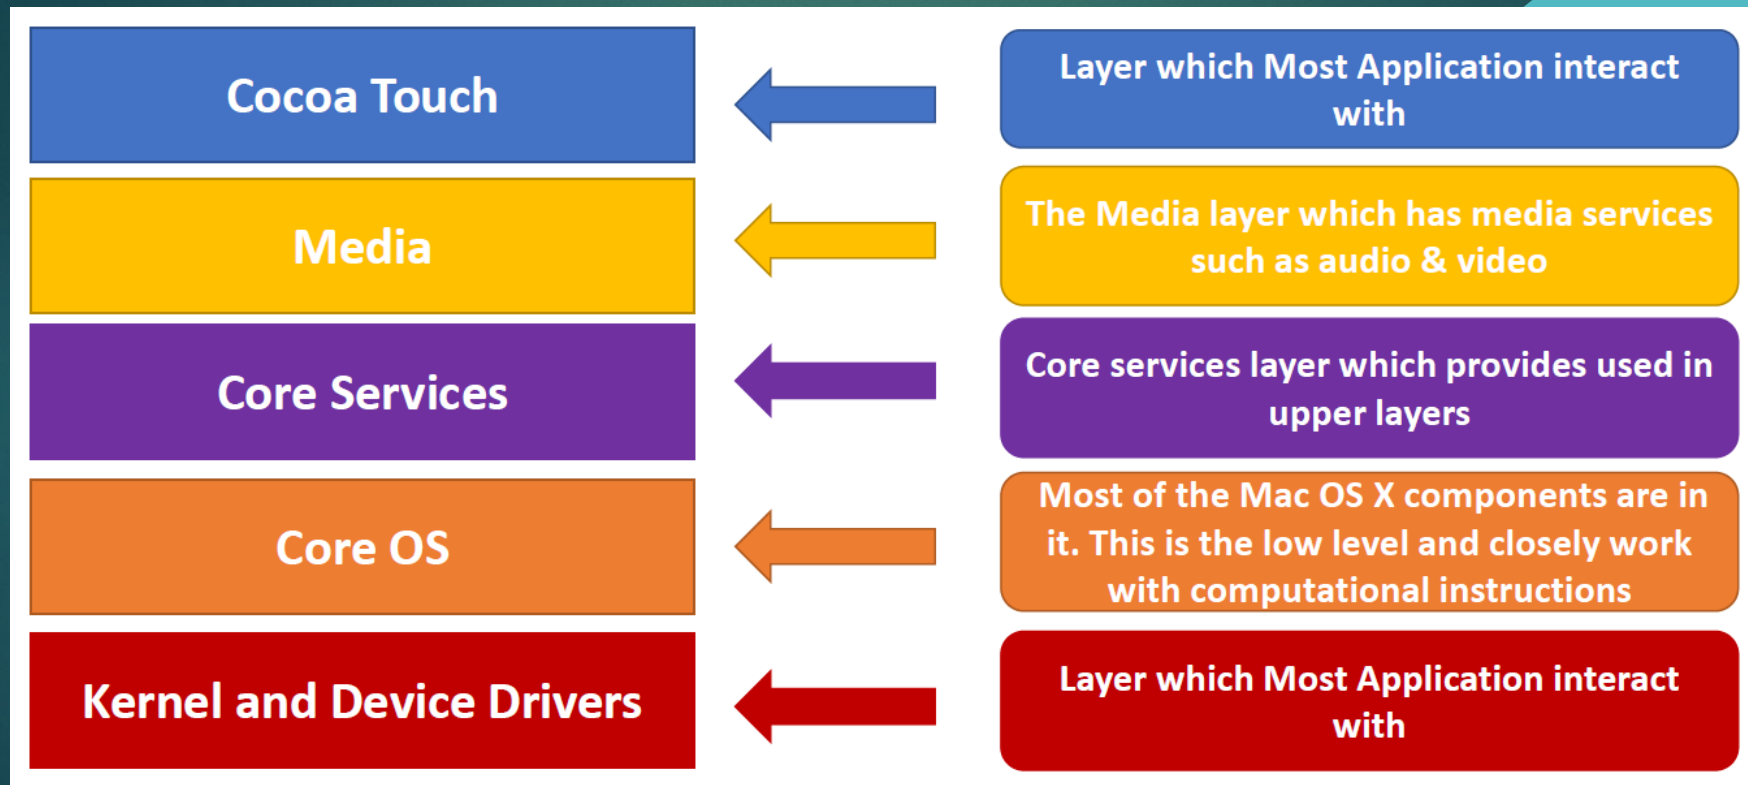 Cocoa Touch
Layer which Most Application interact
with
Media
The Media layer which has media services
such as audio & video
Core Services
Core services layer which provides used in
upper layers
Core OS
Most of the Mac OS X components are in
it. This is the low level and closely work
with computational instructions
Kernel and Device Drivers
Layer which Most Application interact
with